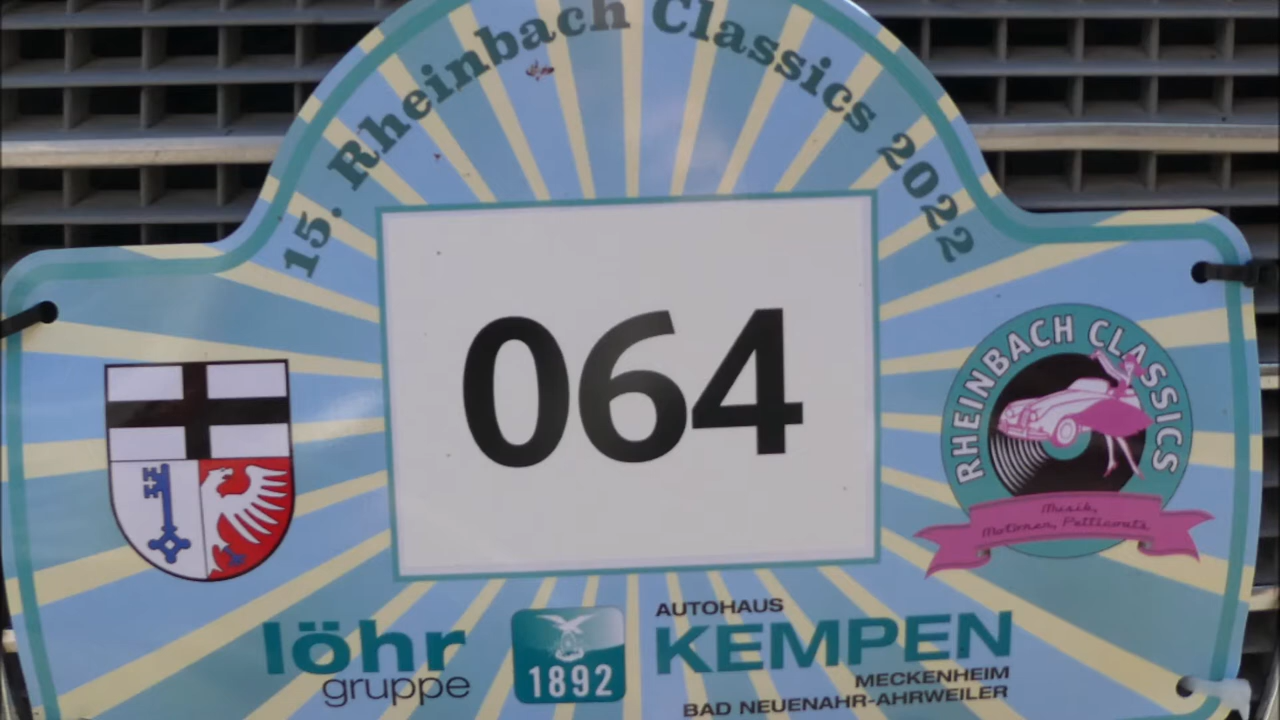 15. Rheinbach Classics 2022
064
RHEINBACH CLASSICS
Musik,
Motoren, Petticoats
löhr
gruppe
1892
AUTOHAUS
KEMPEN
MECKENHEIM
BAD NEUENAHR-AHRWEILER